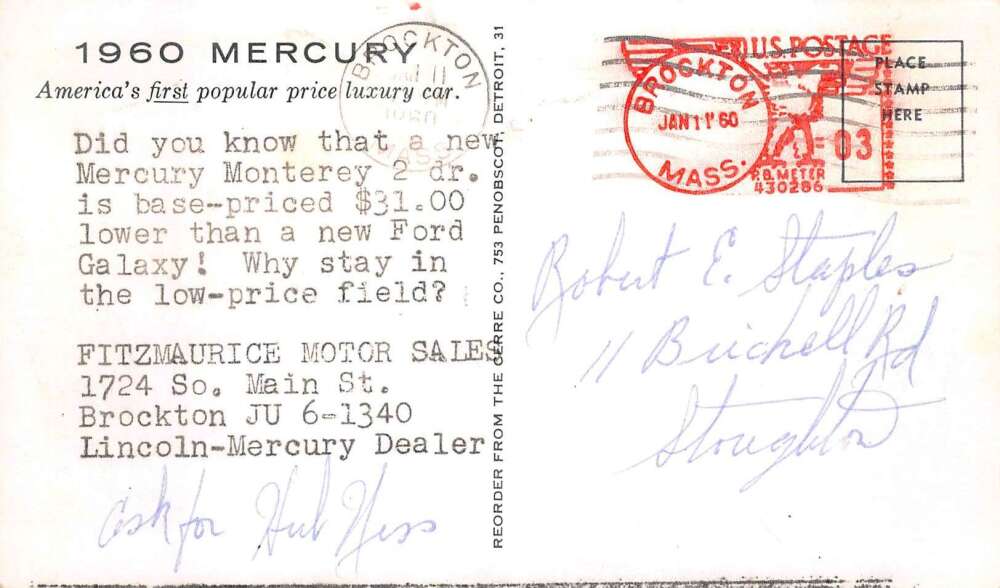 1960 MERCURY
America's first popular price luxury car.
Did you know that a new
Mercury Monterey 2 dr.
is base-priced $31.00
lower than a new Ford
Galaxy! Why stay in
the low-price field?
FITZMAURICE MOTOR SALES
1724 So. Main St.
Brockton JU 6-1340
Lincoln-Mercury Dealer
ask for Hub Hess
REORDER FROM THE GERRE CO., 753 PENOBSCOT, DETROIT, 31
BROCKTON
JAN 11
1960
MASS.
U.S. POSTAGE
BROCKTON
JAN 11 '60
MASS.
03
P.B. METER
430286
PLACE
STAMP
HERE
Robert E. Staples
11 Rd
Stoughton